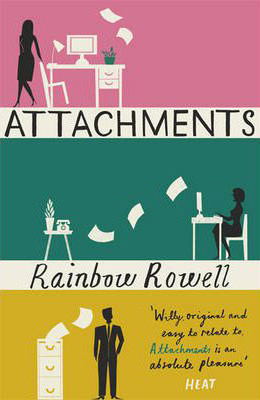 ATTACHMENTS
Rainbow Rowell
'Witty, original and
easy to relate to.
Attachments is an
absolute pleasure'
HEAT